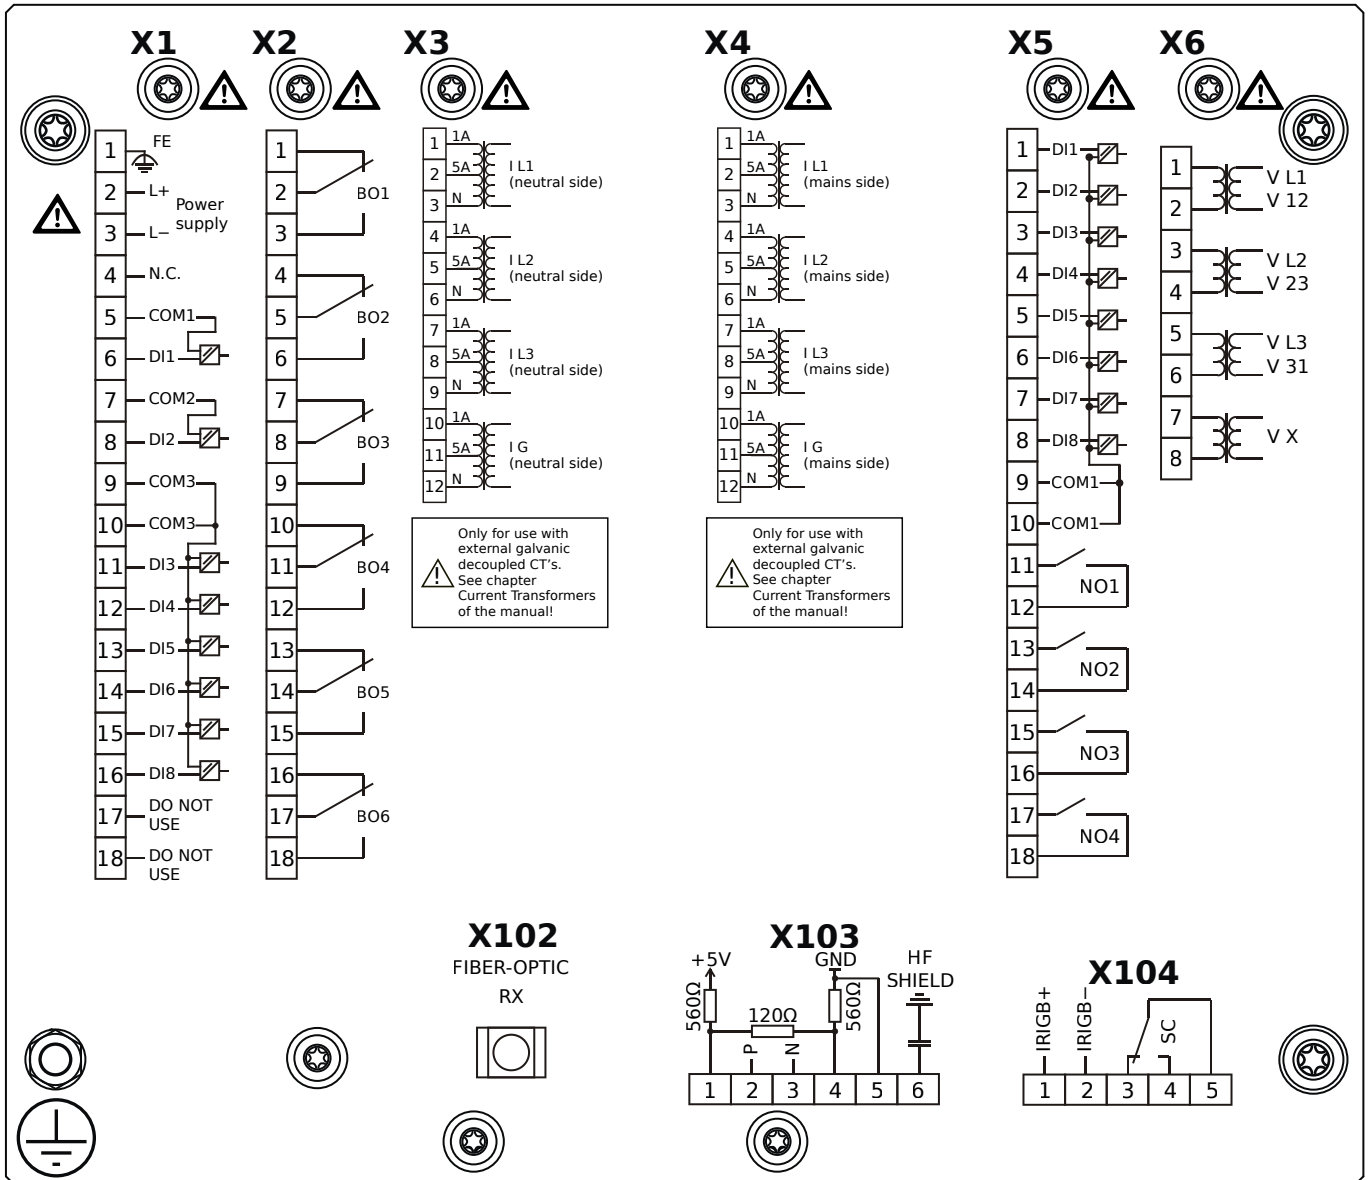 X1
X2
X3
X4
X5
X6
1
FE
2
L+
Power
supply
3
L−
4
N.C.
5
COM1
6
DI1
7
COM2
8
DI2
9
COM3
10
COM3
11
DI3
12
DI4
13
DI5
14
DI6
15
DI7
16
DI8
17
DO NOT
USE
18
DO NOT
USE
1
2
BO1
3
4
5
BO2
6
7
8
BO3
9
10
11
BO4
12
13
14
BO5
15
16
17
BO6
18
1
1A
2
5A
I L1
(neutral side)
3
N
4
1A
5
5A
I L2
(neutral side)
6
N
7
1A
8
5A
I L3
(neutral side)
9
N
10
1A
11
5A
I G
(neutral side)
12
N
Only for use with
external galvanic
decoupled CT's.
See chapter
Current Transformers
of the manual!
1
1A
2
5A
I L1
(mains side)
3
N
4
1A
5
5A
I L2
(mains side)
6
N
7
1A
8
5A
I L3
(mains side)
9
N
10
1A
11
5A
I G
(mains side)
12
N
Only for use with
external galvanic
decoupled CT's.
See chapter
Current Transformers
of the manual!
1
DI1
2
DI2
3
DI3
4
DI4
5
DI5
6
DI6
7
DI7
8
DI8
9
COM1
10
COM1
11
NO1
12
13
NO2
14
15
NO3
16
17
NO4
18
1
V L1
2
V 12
3
V L2
4
V 23
5
V L3
6
V 31
7
V X
8
X102
FIBER-OPTIC
RX
X103
+5V
GND
HF
SHIELD
560Ω
120Ω
560Ω
P
N
1 2 3 4 5 6
X104
IRIGB+
IRIGB−
SC
1 2 3 4 5